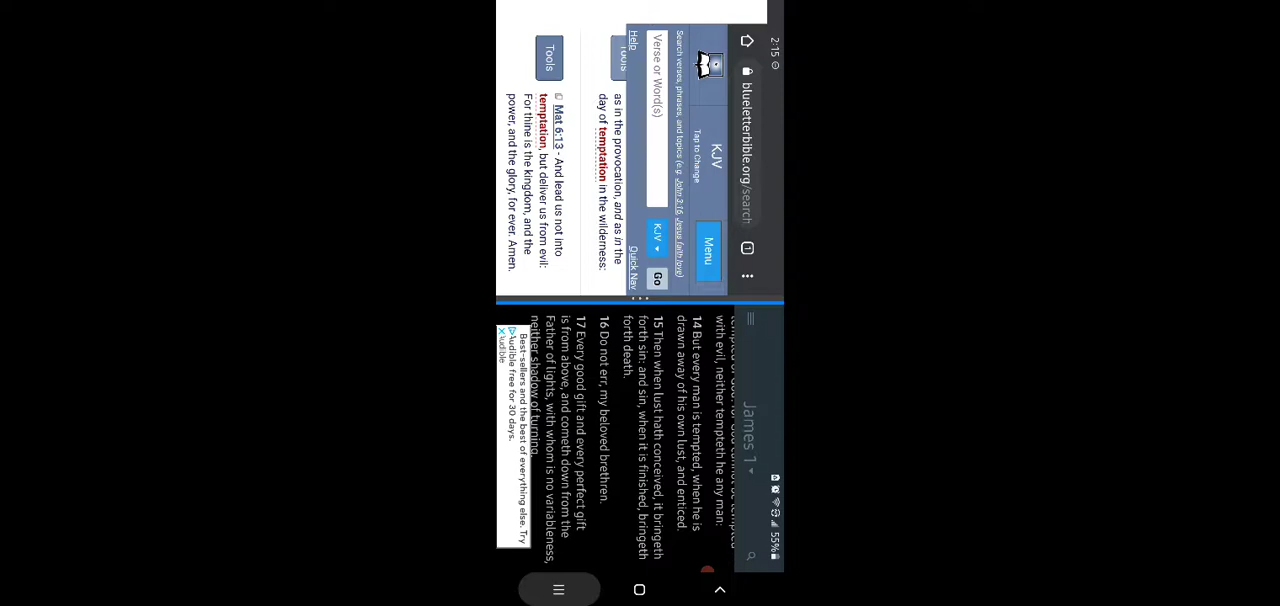 2:15
blueletterbible.org/search
1
KJV
Tap to Change
Menu
Search verses, phrases, and topics (e.g. John 3:16, Jesus faith love)
Verse or Word(s)
KJV
Go
Help
Quick Nav
Tools
as in the provocation, and as in the
day of temptation in the wilderness:
Tools
Mat 6:13 - And lead us not into
temptation, but deliver us from evil:
For thine is the kingdom, and the
power, and the glory, for ever. Amen.
55%
James 1
with evil, neither tempteth he any man:
14 But every man is tempted, when he is
drawn away of his own lust, and enticed.
15 Then when lust hath conceived, it bringeth
forth sin: and sin, when it is finished, bringeth
forth death.
16 Do not err, my beloved brethren.
17 Every good gift and every perfect gift
is from above, and cometh down from the
Father of lights, with whom is no variableness,
neither shadow of turning.
Best-sellers and the best of everything else. Try
Audible free for 30 days.
Audible